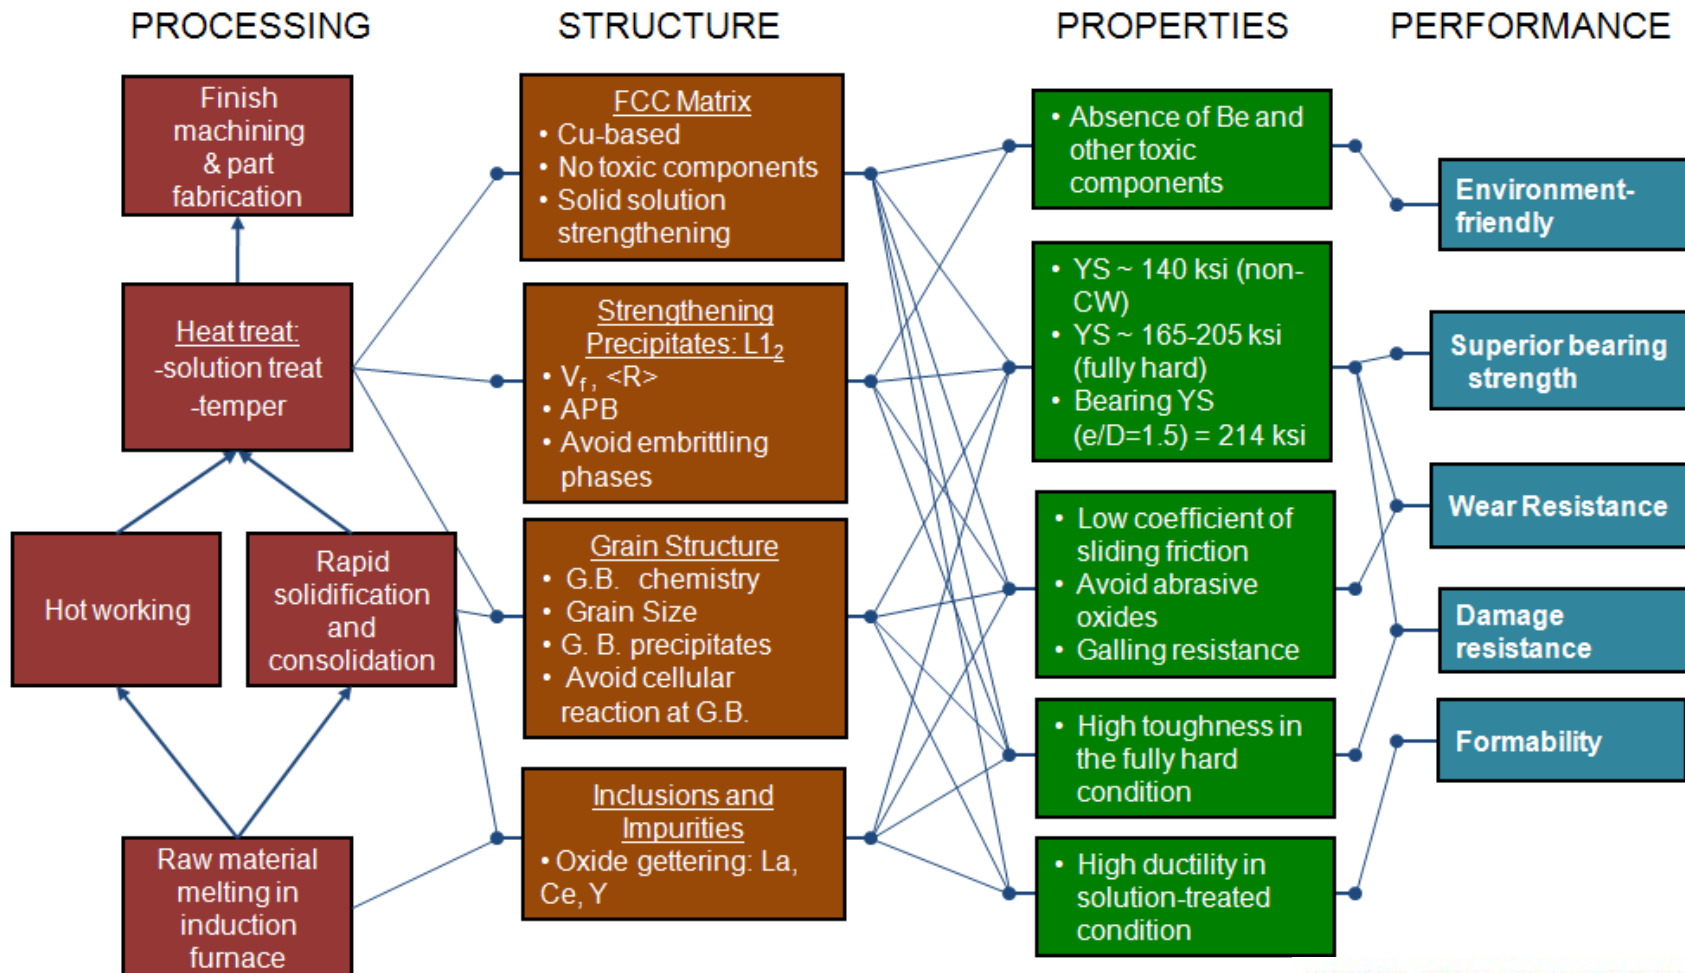 PROCESSING
STRUCTURE
PROPERTIES
PERFORMANCE
Finish
machining
& part
fabrication
Heat treat:
-solution treat
-temper
Hot working
Rapid
solidification
and
consolidation
Raw material
melting in
induction
furnace
FCC Matrix
• Cu-based
• No toxic components
• Solid solution
strengthening
Strengthening
Precipitates: L1₂
• Vf , <R>
• APB
• Avoid embrittling
phases
Grain Structure
• G.B. chemistry
• Grain Size
• G. B. precipitates
• Avoid cellular
reaction at G.B.
Inclusions and
Impurities
• Oxide gettering: La,
Ce, Y
• Absence of Be and
other toxic
components
• YS ~ 140 ksi (non-
CW)
• YS ~ 165-205 ksi
(fully hard)
• Bearing YS
(e/D=1.5) = 214 ksi
• Low coefficient of
sliding friction
• Avoid abrasive
oxides
• Galling resistance
• High toughness in
the fully hard
condition
• High ductility in
solution-treated
condition
Environment-
friendly
Superior bearing
strength
Wear Resistance
Damage
resistance
Formability